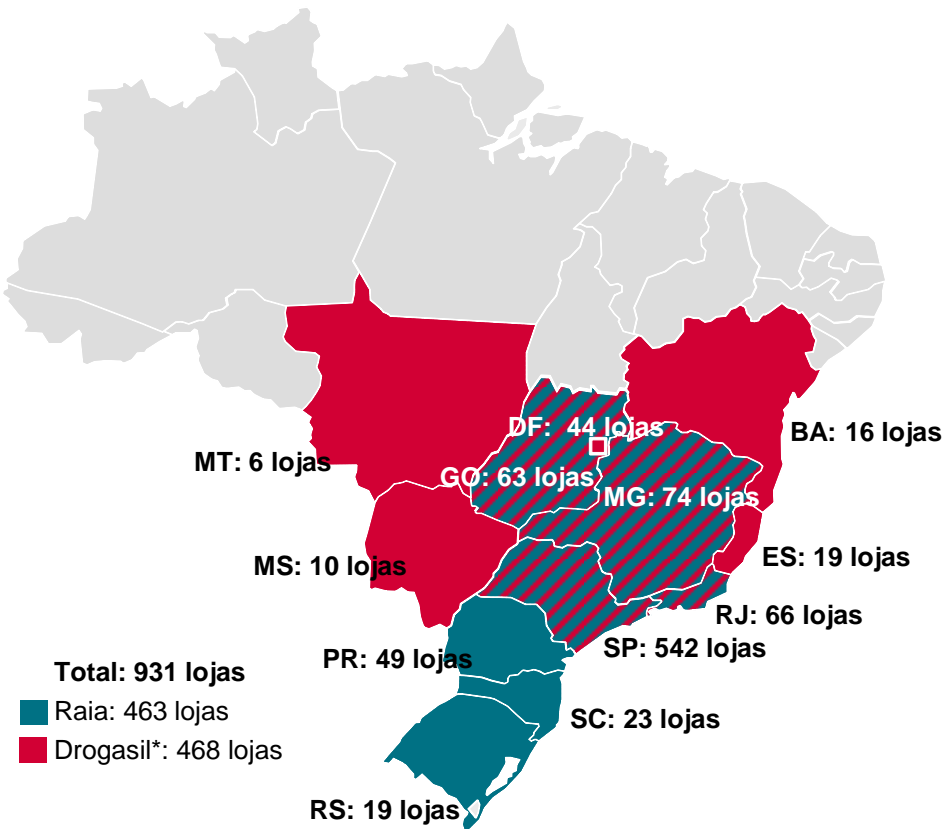 DF:  44 lojas
BA: 16 lojas
MT: 6 lojas
GO: 63 lojas
MG: 74 lojas
ES: 19 lojas
MS: 10 lojas
RJ: 66 lojas
SP: 542 lojas
PR: 49 lojas
Total: 931 lojas
Raia: 463 lojas
SC: 23 lojas
Drogasil*: 468 lojas
RS: 19 lojas